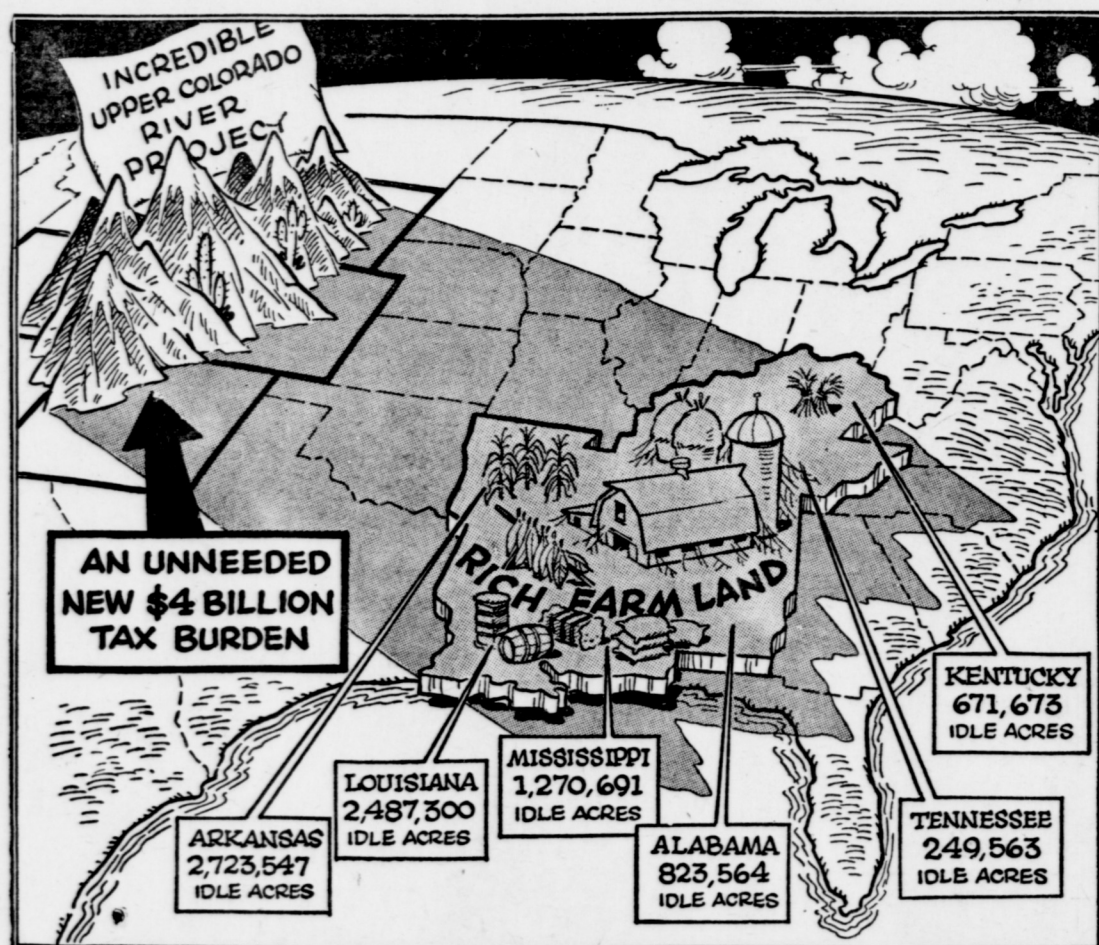 INCREDIBLE
UPPER COLORADO
RIVER
PROJECT
AN UNNEEDED
NEW $4 BILLION
TAX BURDEN
RICH FARM LAND
KENTUCKY
671,673
IDLE ACRES
MISSISSIPPI
1,270,691
IDLE ACRES
LOUISIANA
2,487,300
IDLE ACRES
TENNESSEE
249,563
IDLE ACRES
ARKANSAS
2,723,547
IDLE ACRES
ALABAMA
823,564
IDLE ACRES